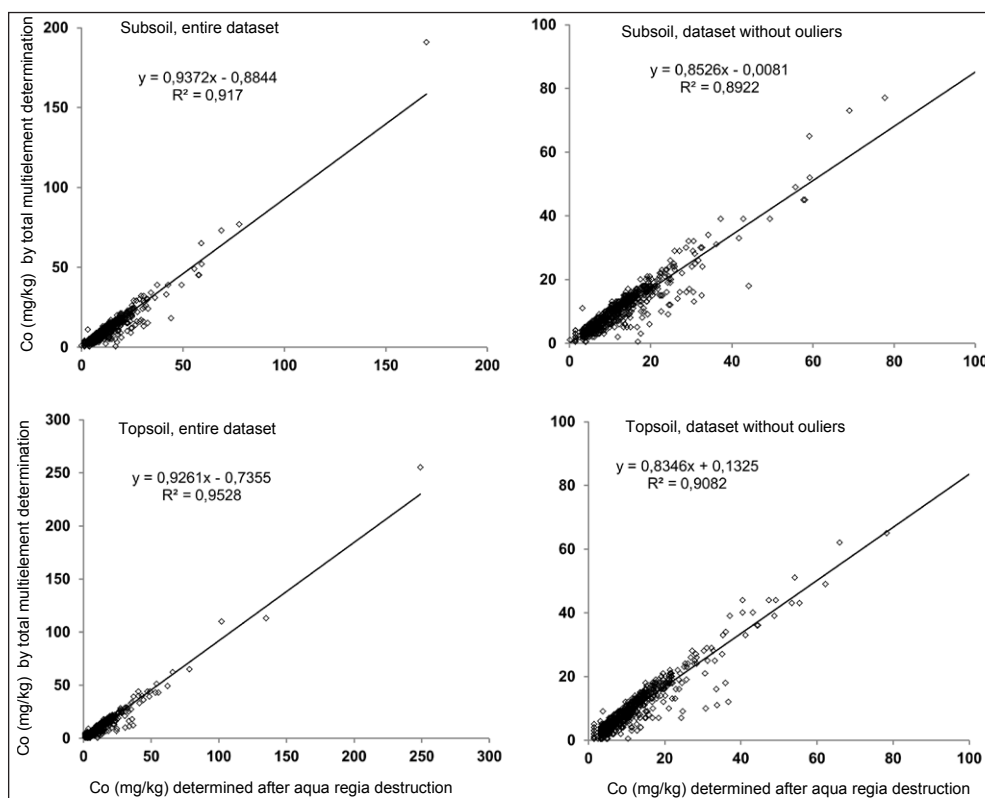 Subsoil, entire dataset
y = 0,9372x - 0,8844
R² = 0,917
200
150
100
50
0
0 50 100 150 200
Co (mg/kg) by total multielement determination
Subsoil, dataset without ouliers
y = 0,8526x - 0,0081
R² = 0,8922
100
80
60
40
20
0
0 20 40 60 80 100
Topsoil, entire dataset
y = 0,9261x - 0,7355
R² = 0,9528
300
250
200
150
100
50
0
0 50 100 150 200 250 300
Co (mg/kg) by total multielement determination
Co (mg/kg) determined after aqua regia destruction
Topsoil, dataset without ouliers
y = 0,8346x + 0,1325
R² = 0,9082
100
80
60
40
20
0
0 20 40 60 80 100
Co (mg/kg) determined after aqua regia destruction